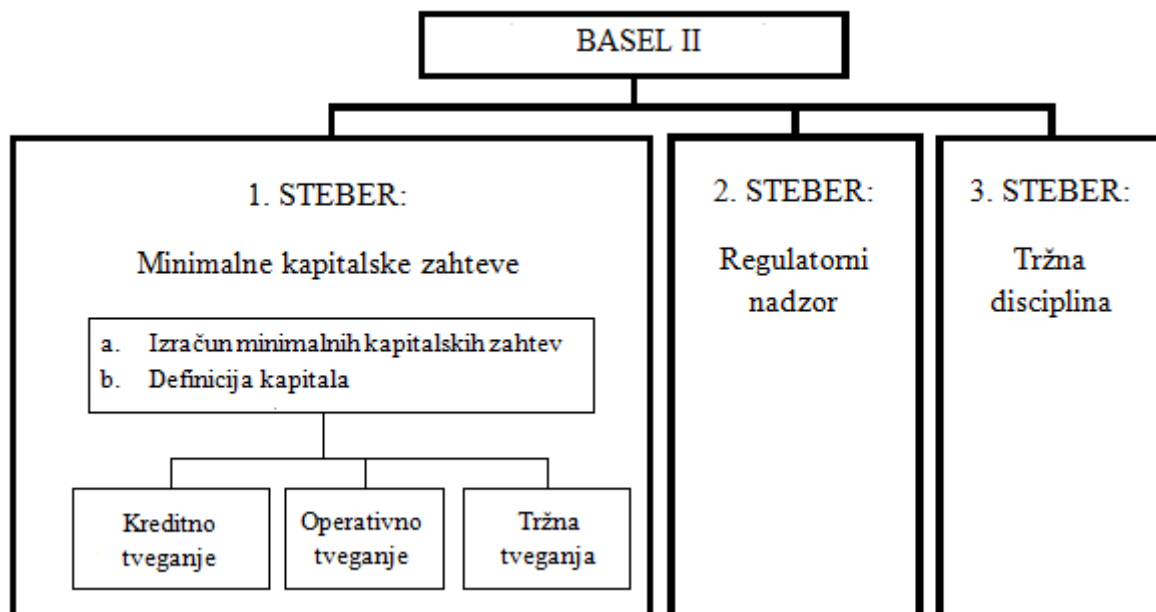 BASEL II
1. STEBER:
Minimalne kapitalske zahteve
a. Izračun minimalnih kapitalskih zahtev
b. Definicija kapitala
Kreditno
tveganje
Operativno
tveganje
Tržna
tveganja
2. STEBER:
Regulatorni
nadzor
3. STEBER:
Tržna
disciplina